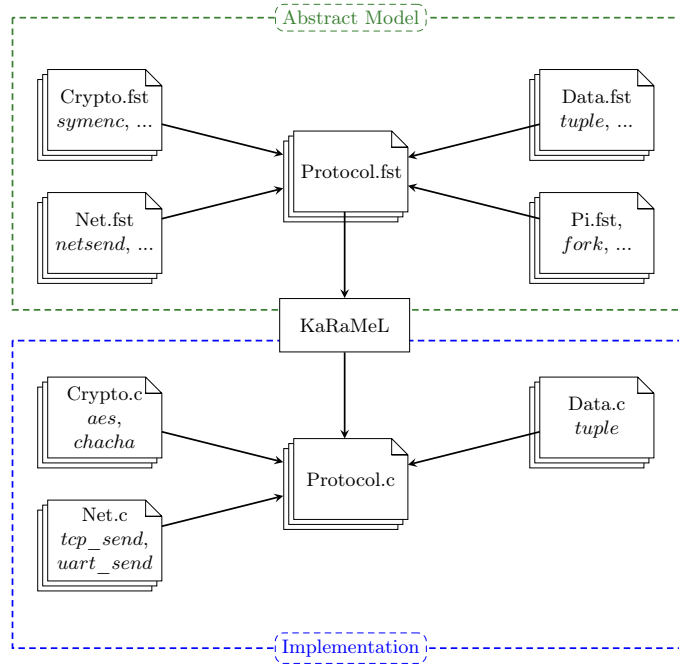 Abstract Model
Crypto.fst
symenc, ...
Data.fst
tuple, ...
Protocol.fst
Net.fst
netsend, ...
Pi.fst,
fork, ...
KaRaMeL
Crypto.c
aes,
chacha
Data.c
tuple
Protocol.c
Net.c
tcp_send,
uart_send
Implementation